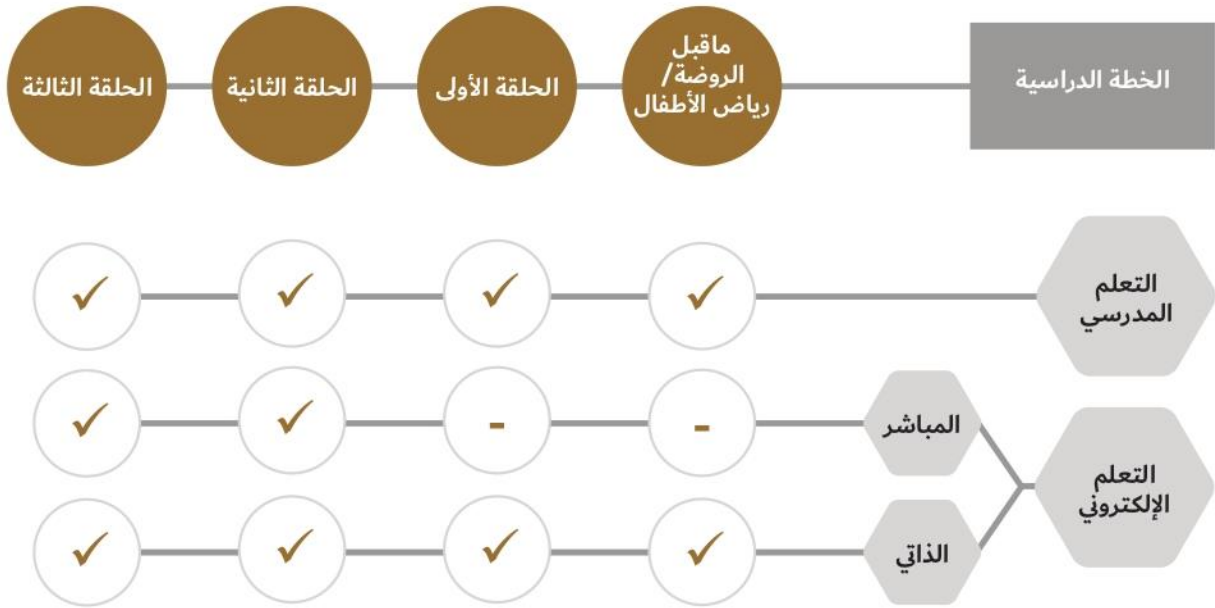 الخطة الدراسية
ماقبل
الروضة/
رياض الأطفال
الحلقة الأولى
الحلقة الثانية
الحلقة الثالثة
التعلم
المدرسي
✓ ✓ ✓ ✓
التعلم
الإلكتروني
المباشر
- - ✓ ✓
الذاتي
✓ ✓ ✓ ✓